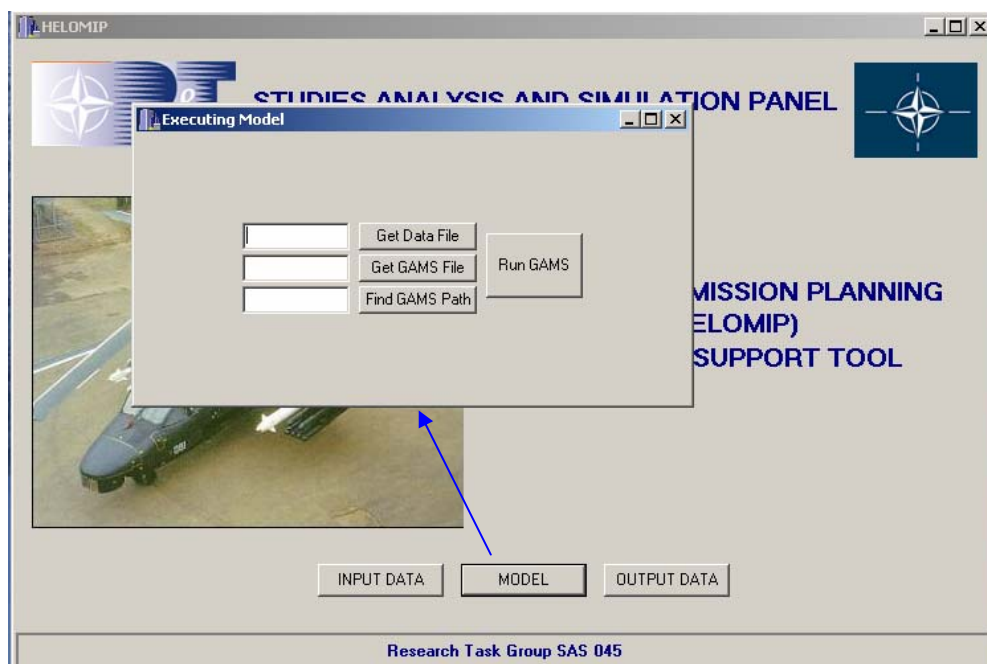 HELOMIP
STUDIES ANALYSIS AND SIMULATION PANEL
Executing Model
Get Data File
Get GAMS File
Run GAMS
Find GAMS Path
MISSION PLANNING
ELOMIP)
SUPPORT TOOL
INPUT DATA MODEL OUTPUT DATA
Research Task Group SAS 045